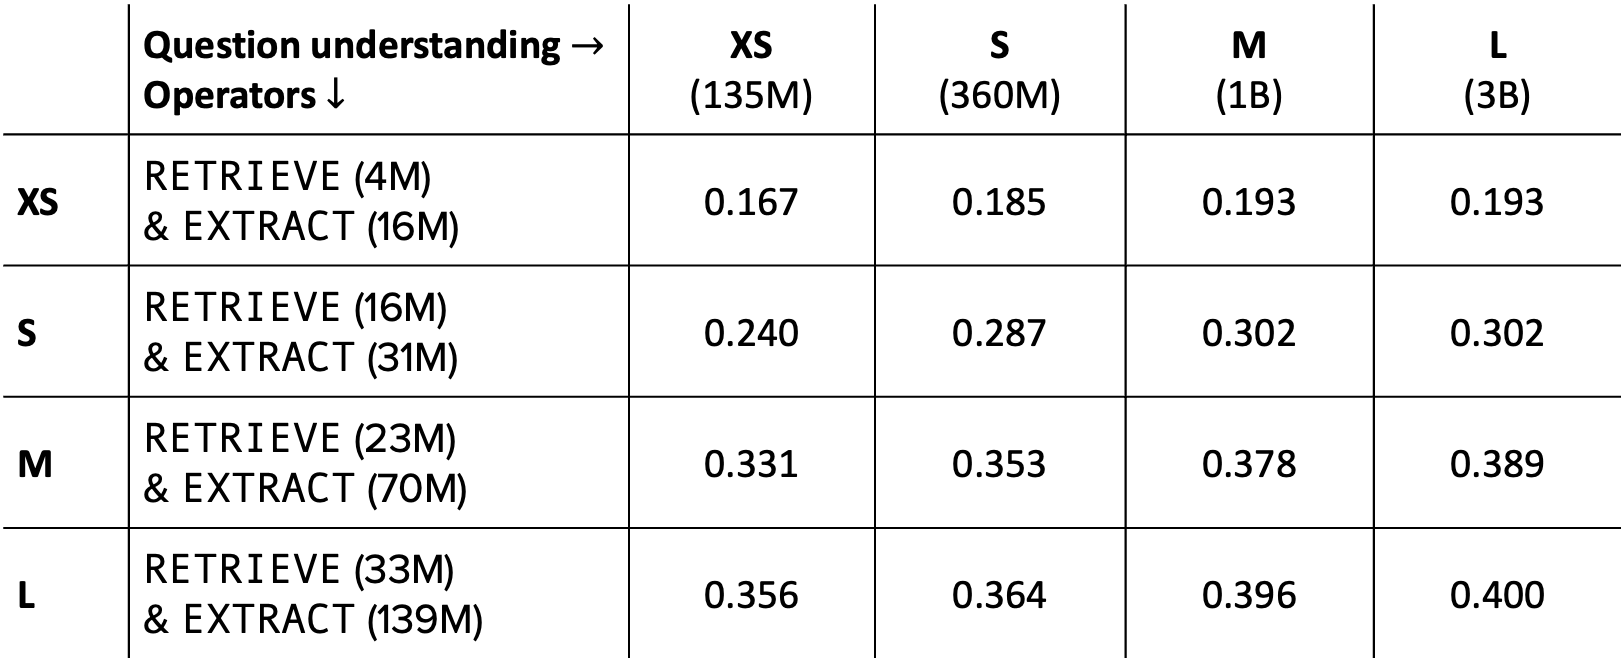 Question understanding → XS S M L
Operators ↓ (135M) (360M) (1B) (3B)
XS RETRIEVE (4M) & EXTRACT (16M) 0.167 0.185 0.193 0.193
S RETRIEVE (16M) & EXTRACT (31M) 0.240 0.287 0.302 0.302
M RETRIEVE (23M) & EXTRACT (70M) 0.331 0.353 0.378 0.389
L RETRIEVE (33M) & EXTRACT (139M) 0.356 0.364 0.396 0.400